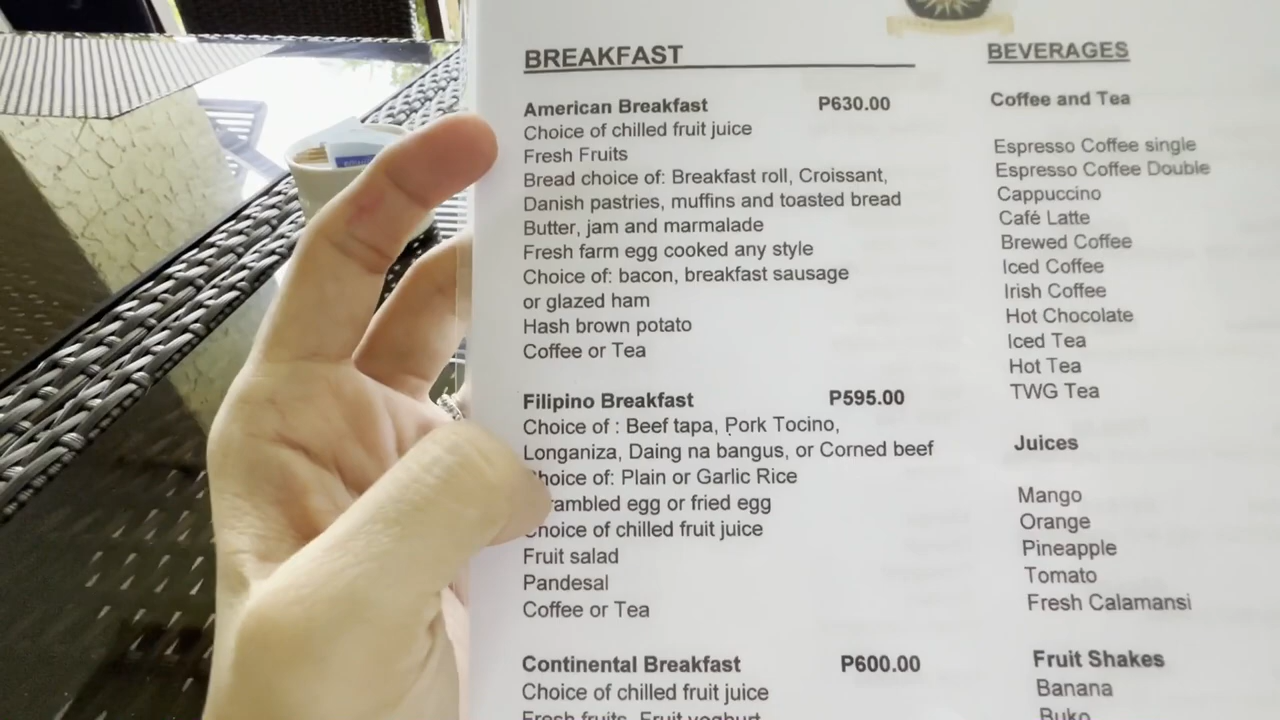 BREAKFAST
American Breakfast P630.00
Choice of chilled fruit juice
Fresh Fruits
Bread choice of: Breakfast roll, Croissant,
Danish pastries, muffins and toasted bread
Butter, jam and marmalade
Fresh farm egg cooked any style
Choice of: bacon, breakfast sausage
or glazed ham
Hash brown potato
Coffee or Tea
Filipino Breakfast P595.00
Choice of : Beef tapa, Pork Tocino,
Longaniza, Daing na bangus, or Corned beef
Choice of: Plain or Garlic Rice
rambled egg or fried egg
Choice of chilled fruit juice
Fruit salad
Pandesal
Coffee or Tea
Continental Breakfast P600.00
Choice of chilled fruit juice
Fresh fruits, Fruit yoghurt
BEVERAGES
Coffee and Tea
Espresso Coffee single
Espresso Coffee Double
Cappuccino
Café Latte
Brewed Coffee
Iced Coffee
Irish Coffee
Hot Chocolate
Iced Tea
Hot Tea
TWG Tea
Juices
Mango
Orange
Pineapple
Tomato
Fresh Calamansi
Fruit Shakes
Banana
Buko